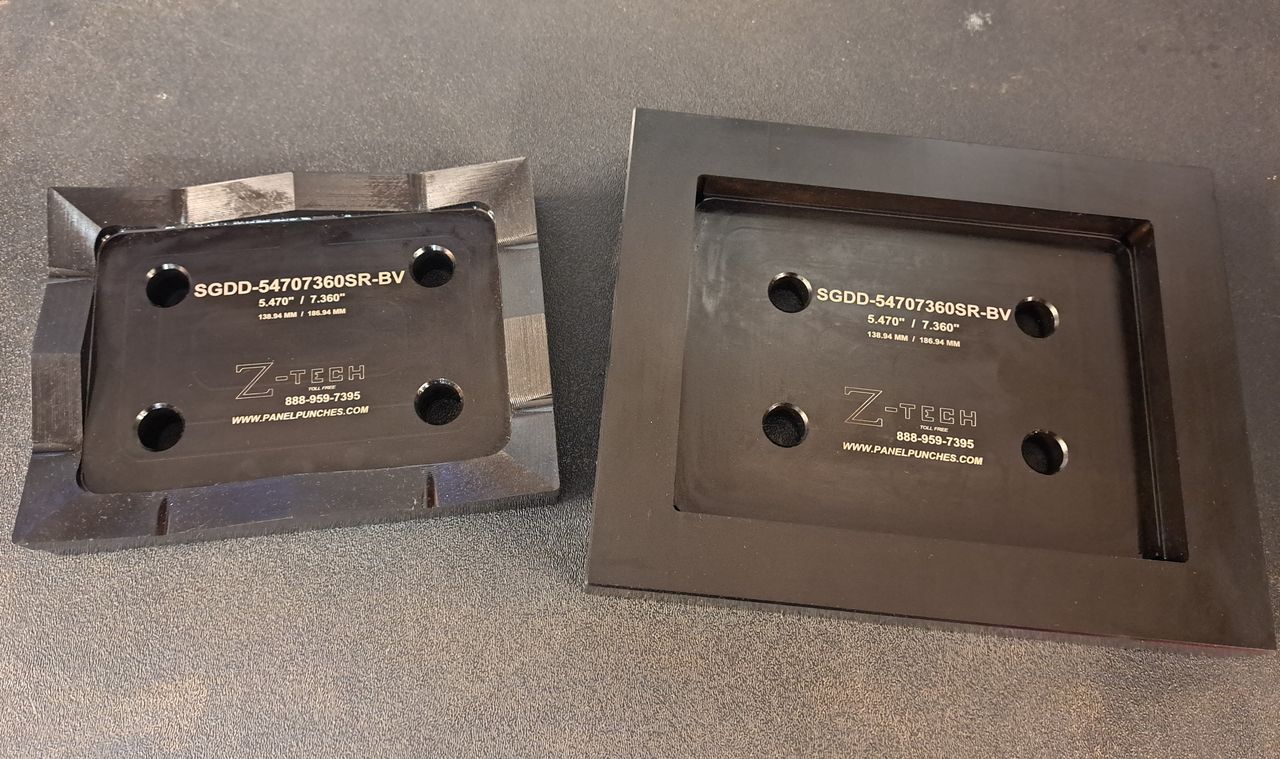 SGDD-54707360SR-BV
5.470" / 7.360"
138.94 MM / 186.94 MM
Z-TECH
TOLL FREE
888-959-7395
WWW.PANELPUNCHES.COM
SGDD-54707360SR-BV
5.470" / 7.360"
138.94 MM / 186.94 MM
Z-TECH
TOLL FREE
888-959-7395
WWW.PANELPUNCHES.COM